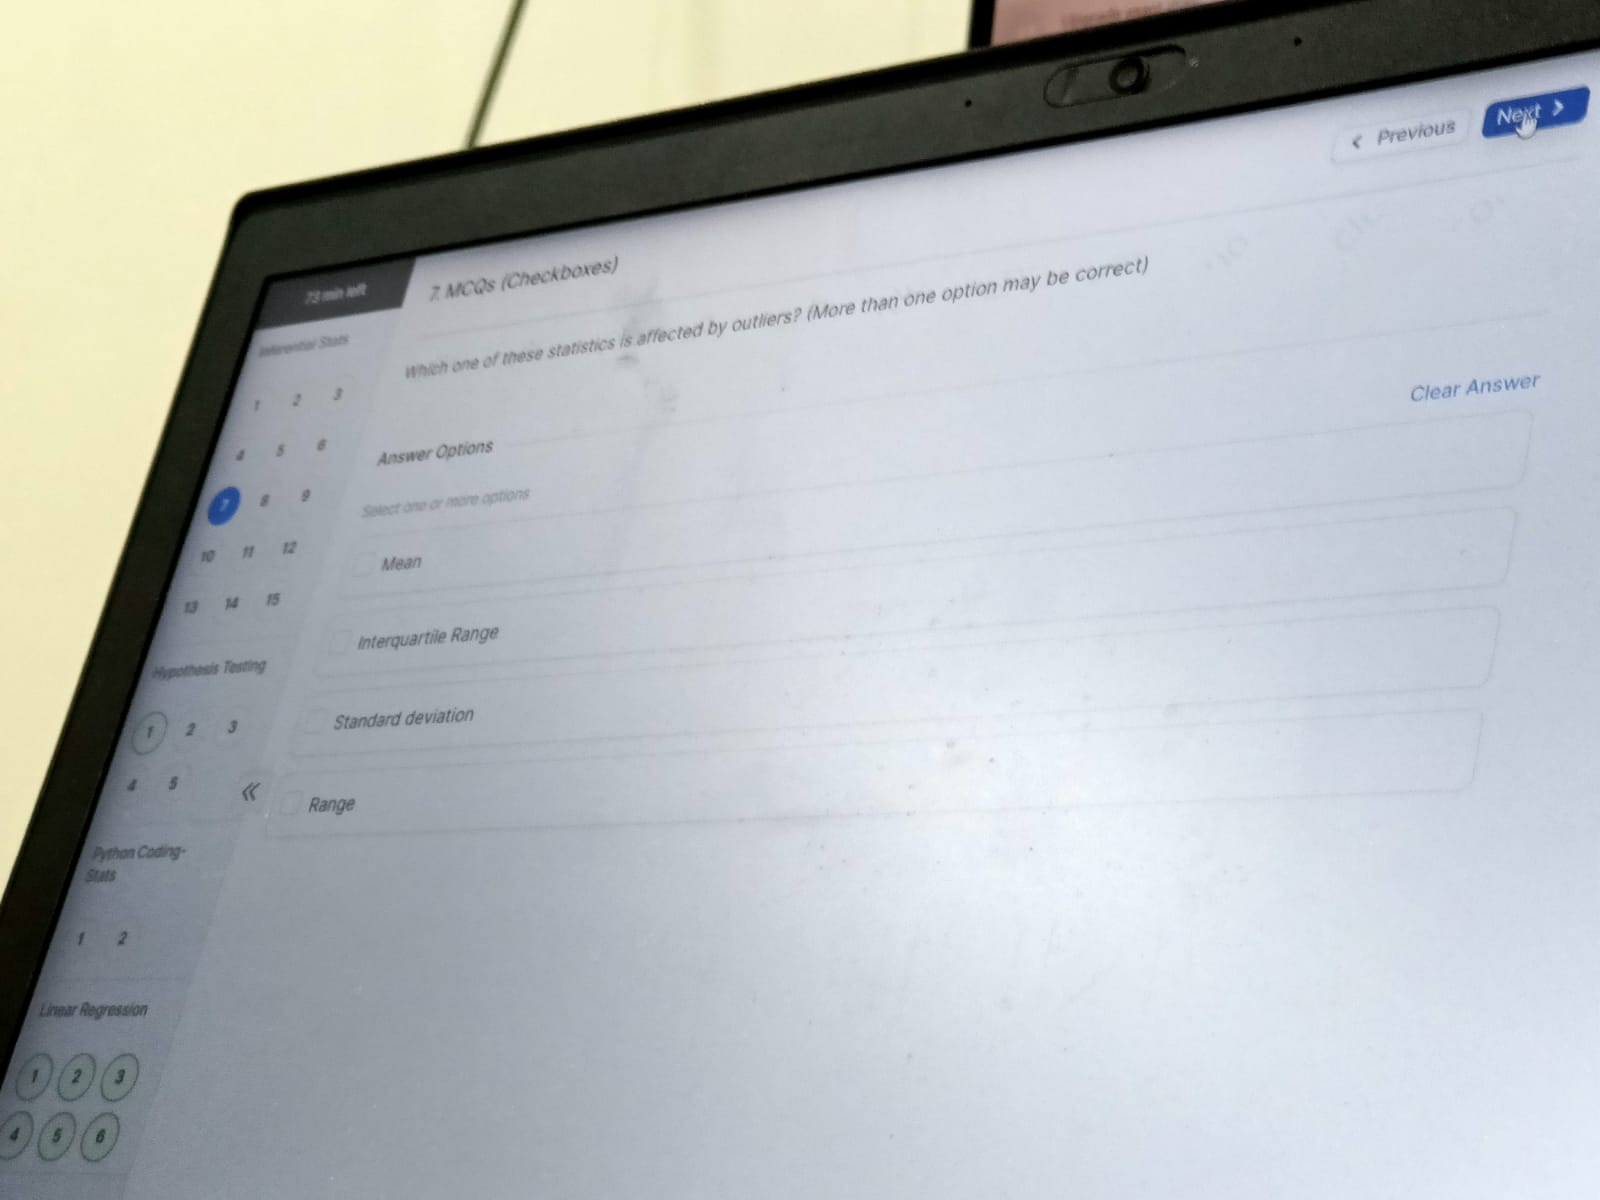 Previous
Next
73 min left
7. MCQs (Checkboxes)
Inferential Stats
1 2 3
4 5 6
7 8 9
10 11 12
13 14 15
Hypothesis Testing
1 2 3
4 5
Python Coding-
Stats
1 2
Linear Regression
1 2 3
4 5 6
Which one of these statistics is affected by outliers? (More than one option may be correct)
Clear Answer
Answer Options
Select one or more options
Mean
Interquartile Range
Standard deviation
Range